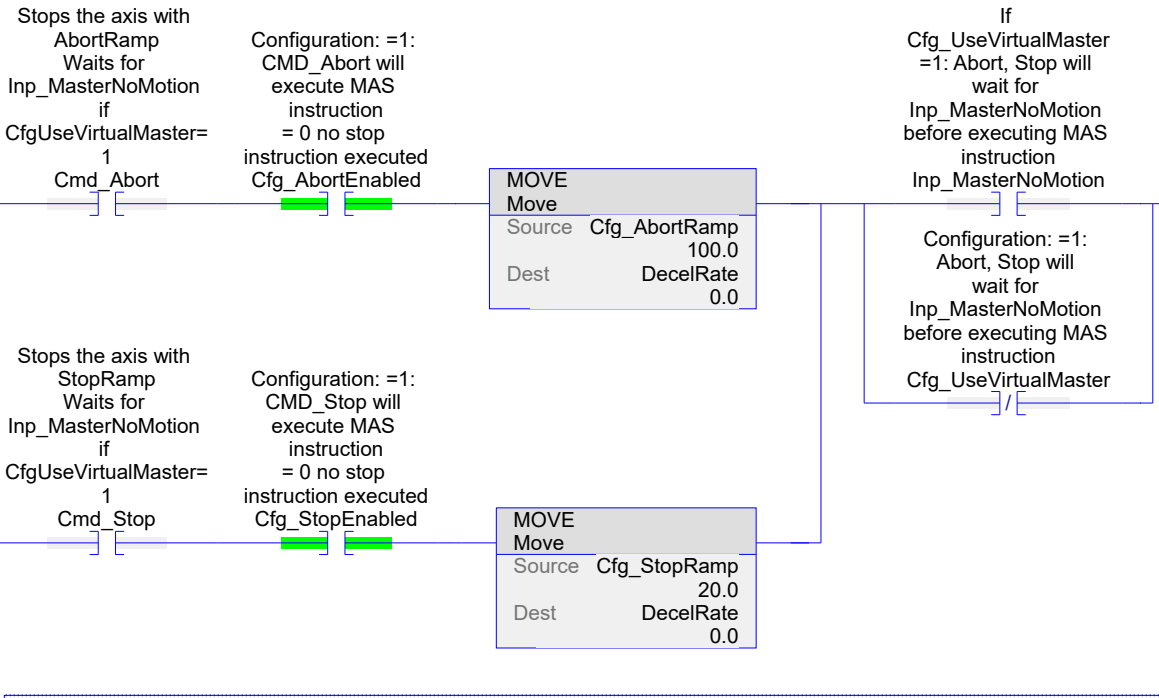 Stops the axis with
AbortRamp
Waits for
Inp_MasterNoMotion
if
CfgUseVirtualMaster=
1
Cmd_Abort
Configuration: =1:
CMD_Abort will
execute MAS
instruction
= 0 no stop
instruction executed
Cfg_AbortEnabled
MOVE
Move
Source Cfg_AbortRamp
100.0
Dest DecelRate
0.0
If
Cfg_UseVirtualMaster
=1: Abort, Stop will
wait for
Inp_MasterNoMotion
before executing MAS
instruction
Inp_MasterNoMotion
Configuration: =1:
Abort, Stop will
wait for
Inp_MasterNoMotion
before executing MAS
instruction
Cfg_UseVirtualMaster
/
Stops the axis with
StopRamp
Waits for
Inp_MasterNoMotion
if
CfgUseVirtualMaster=
1
Cmd_Stop
Configuration: =1:
CMD_Stop will
execute MAS
instruction
= 0 no stop
instruction executed
Cfg_StopEnabled
MOVE
Move
Source Cfg_StopRamp
20.0
Dest DecelRate
0.0